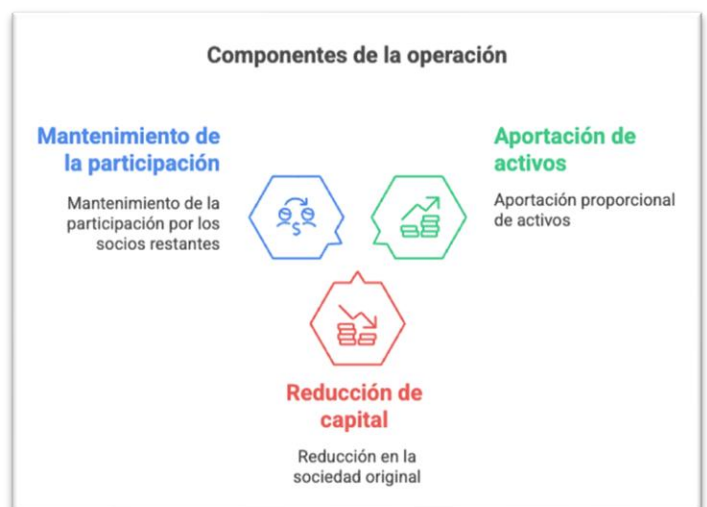 Componentes de la operación
Mantenimiento de
la participación
Mantenimiento de la
participación por los
socios restantes
Aportación de
activos
Aportación proporcional
de activos
$
Reducción de
capital
Reducción en la
sociedad original